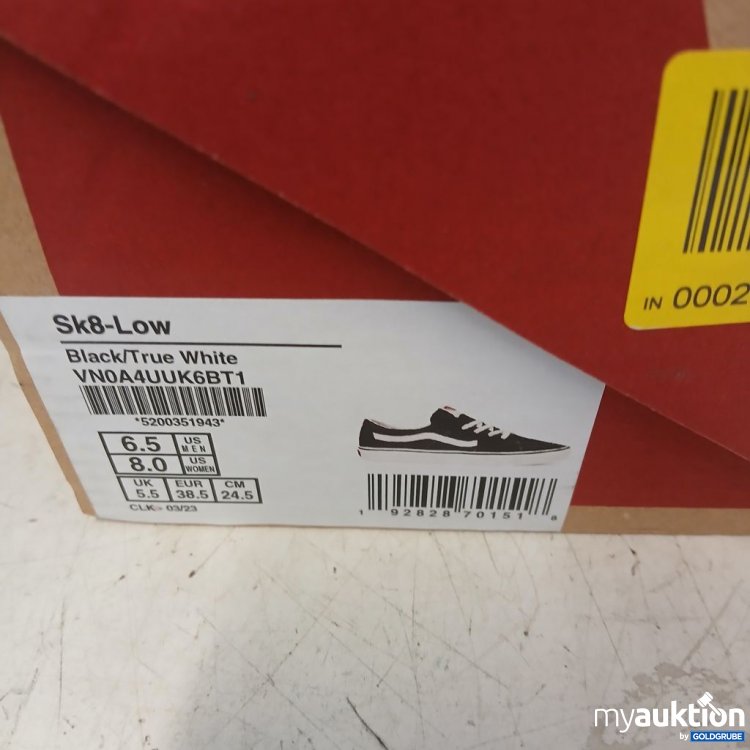 Sk8-Low
Black/True White
VN0A4UUK6BT1
*5200351943*
6.5 US MEN
8.0 US WOMEN
UK EUR CM
5.5 38.5 24.5
CLK> 03/23
1 92828 70151 8
IN 0002
myauktion
by GOLDGRUBE